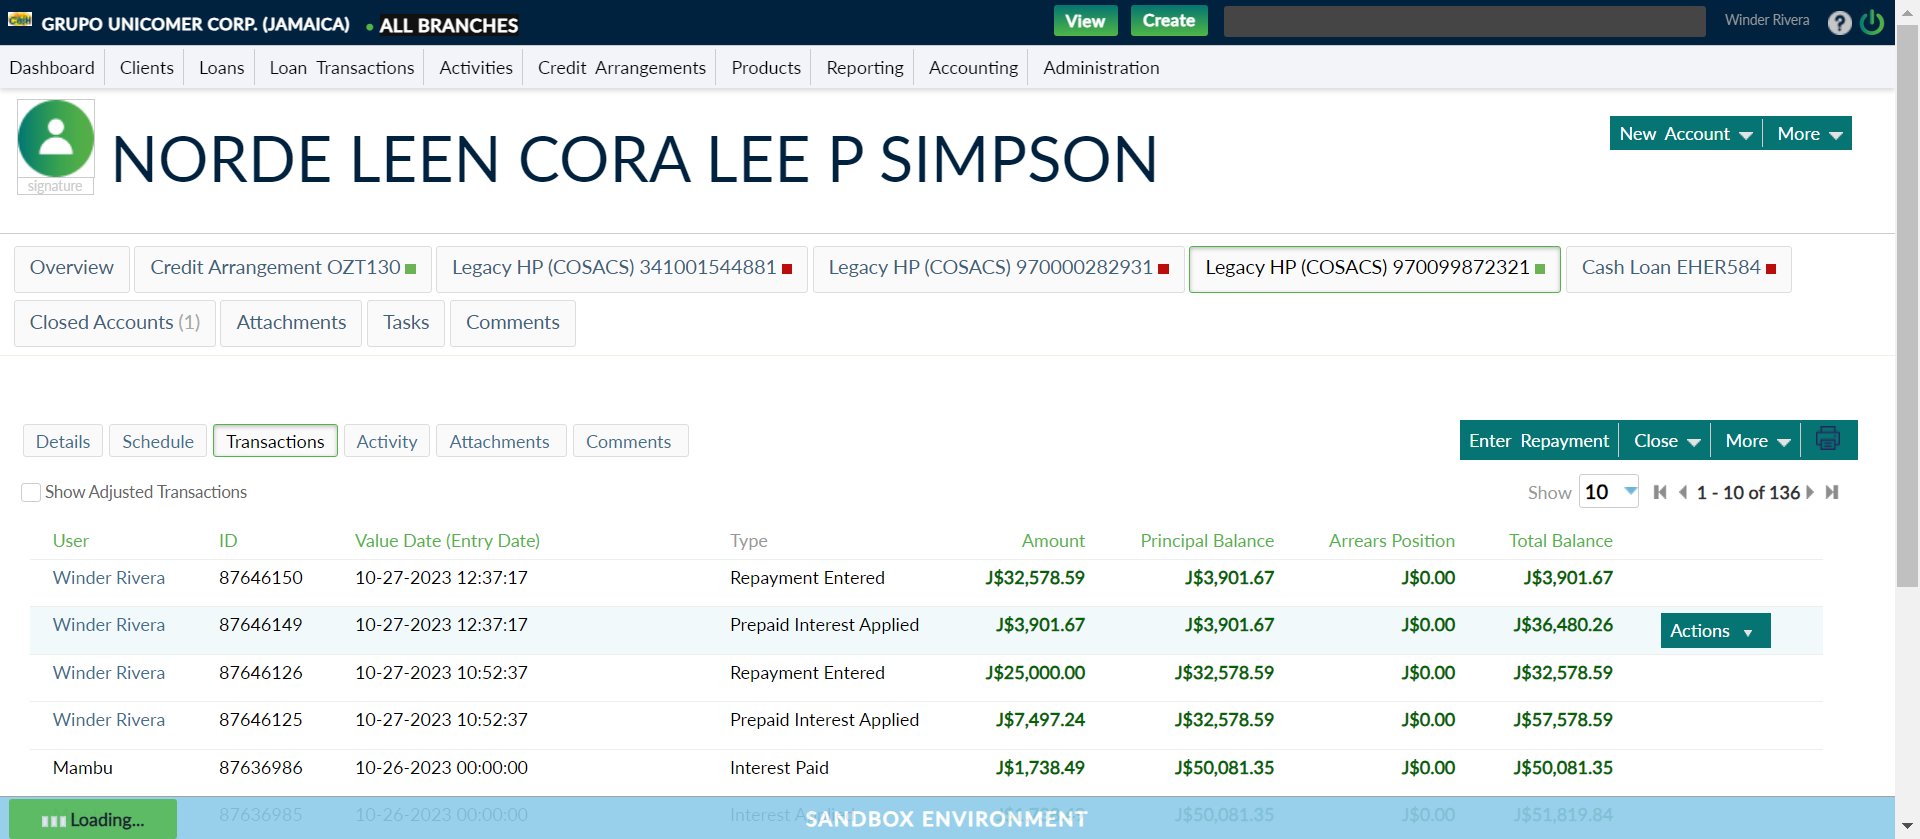 CaSH GRUPO UNICOMER CORP. (JAMAICA) • ALL BRANCHES View Create Winder Rivera ?
Dashboard Clients Loans Loan Transactions Activities Credit Arrangements Products Reporting Accounting Administration
signature
NORDE LEEN CORA LEE P SIMPSON
New Account More
Overview Credit Arrangement OZT130 Legacy HP (COSACS) 341001544881 Legacy HP (COSACS) 970000282931 Legacy HP (COSACS) 970099872321 Cash Loan EHER584
Closed Accounts (1) Attachments Tasks Comments
Details Schedule Transactions Activity Attachments Comments Enter Repayment Close More
Show Adjusted Transactions Show 10 1 - 10 of 136
User ID Value Date (Entry Date) Type Amount Principal Balance Arrears Position Total Balance
Winder Rivera 87646150 10-27-2023 12:37:17 Repayment Entered J$32,578.59 J$3,901.67 J$0.00 J$3,901.67
Winder Rivera 87646149 10-27-2023 12:37:17 Prepaid Interest Applied J$3,901.67 J$3,901.67 J$0.00 J$36,480.26 Actions
Winder Rivera 87646126 10-27-2023 10:52:37 Repayment Entered J$25,000.00 J$32,578.59 J$0.00 J$32,578.59
Winder Rivera 87646125 10-27-2023 10:52:37 Prepaid Interest Applied J$7,497.24 J$32,578.59 J$0.00 J$57,578.59
Mambu 87636986 10-26-2023 00:00:00 Interest Paid J$1,738.49 J$50,081.35 J$0.00 J$50,081.35
87636985 10-26-2023 00:00:00 Interest J$50,081.35 J$0.00 J$51,819.84
Loading... SANDBOX ENVIRONMENT